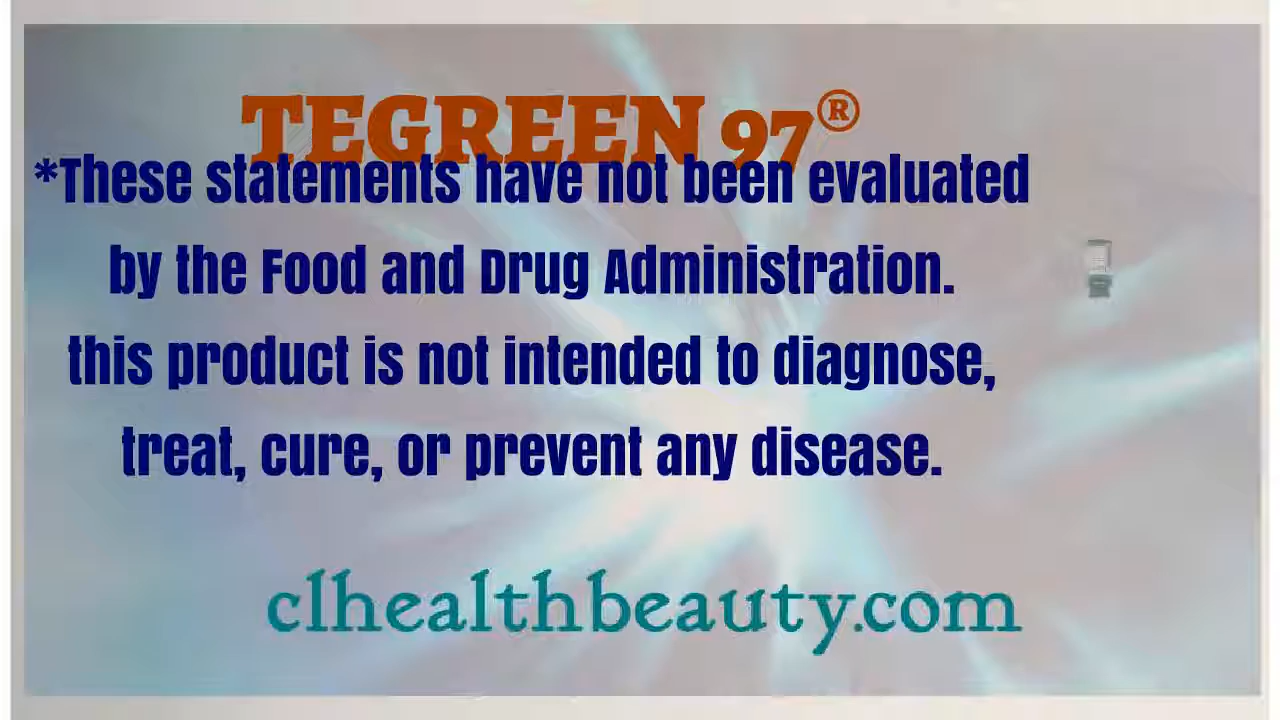 TEGREEN 97®
*These statements have not been evaluated
by the Food and Drug Administration.
this product is not intended to diagnose,
treat, cure, or prevent any disease.
clhealthbeauty.com